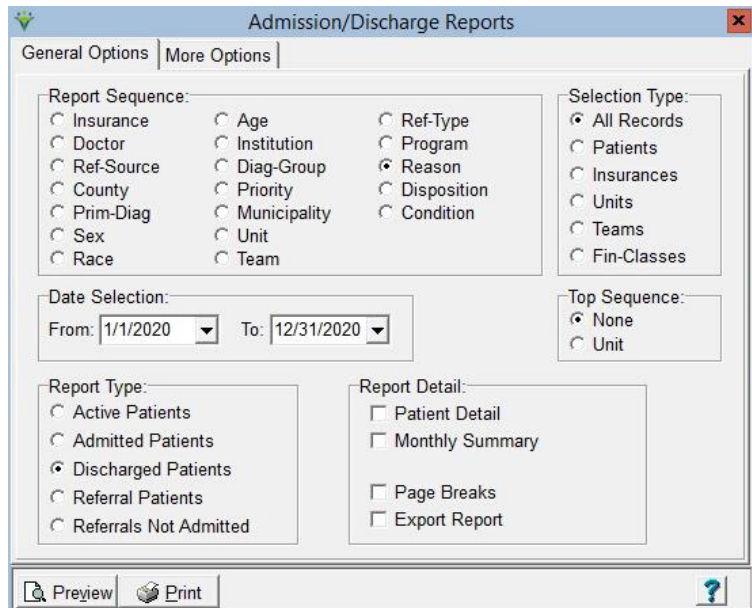 Admission/Discharge Reports
General Options
More Options
Report Sequence:
Insurance
Doctor
Ref-Source
County
Prim-Diag
Sex
Race
Age
Institution
Diag-Group
Priority
Municipality
Unit
Team
Ref-Type
Program
Reason
Disposition
Condition
Selection Type:
All Records
Patients
Insurances
Units
Teams
Fin-Classes
Date Selection:
From: 1/1/2020 To: 12/31/2020
Top Sequence:
None
Unit
Report Type:
Active Patients
Admitted Patients
Discharged Patients
Referral Patients
Referrals Not Admitted
Report Detail:
Patient Detail
Monthly Summary
Page Breaks
Export Report
Preview
Print
?